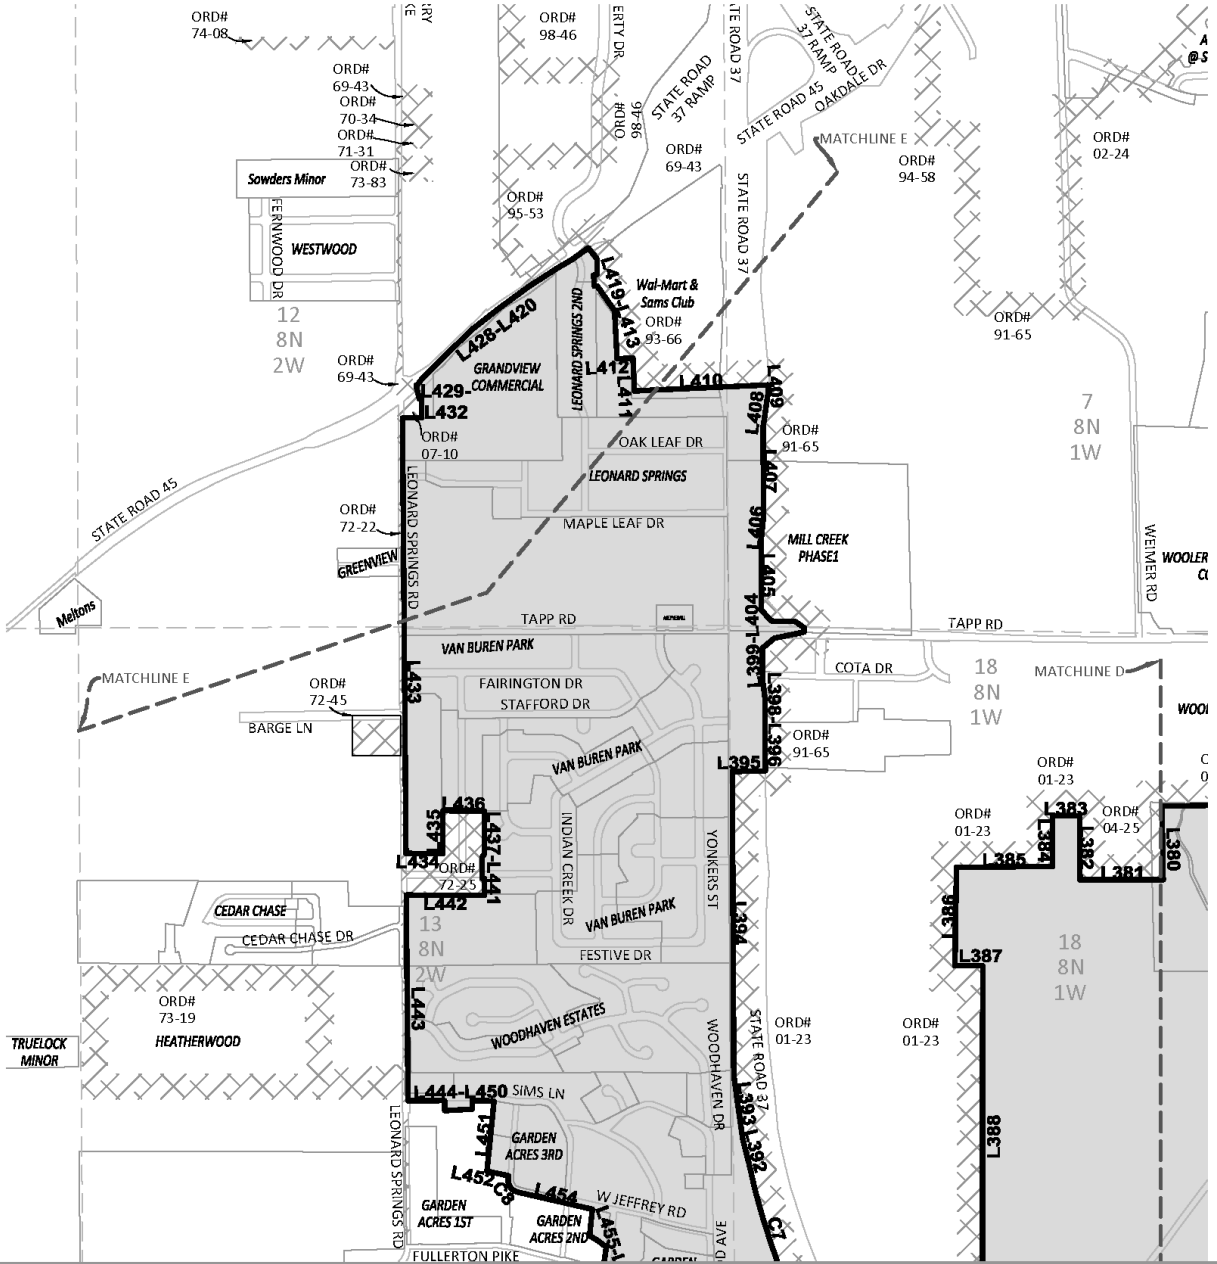 ORD#
74-08
RY
KE
ORD#
98-46
ERTY DR
TE ROAD 37
STATE ROAD
37 RAMP
STATE ROAD
37 RAMP
STATE ROAD 45
OAKDALE DR
A
@ S
ORD#
69-43
ORD#
70-34
ORD#
71-31
ORD#
73-83
ORD#
98-46
ORD#
69-43
MATCHLINE E
ORD#
94-58
ORD#
02-24
Sowders Minor
FERNWOOD DR
WESTWOOD
ORD#
95-53
STATE ROAD 37
12
8N
2W
L428-L420
LEONARD SPRINGS 2ND
L419-L413
Wal-Mart &
Sams Club
ORD#
93-66
ORD#
91-65
ORD#
69-43
GRANDVIEW
COMMERCIAL
L412
L411
L410
L409
L408
L429-
L432
ORD#
07-10
7
8N
1W
OAK LEAF DR
ORD#
91-65
L407
LEONARD SPRINGS
STATE ROAD 45
ORD#
72-22
LEONARD SPRINGS RD
MAPLE LEAF DR
L406
MILL CREEK
PHASE1
L405
GREENVIEW
WEIMER RD
WOOLER
CO
Meltons
TAPP RD
TAPP RD
L399-L404
VAN BUREN PARK
COTA DR
18
8N
1W
MATCHLINE D
MATCHLINE E
ORD#
72-45
L433
FAIRINGTON DR
STAFFORD DR
L398-L396
WOOD
BARGE LN
VAN BUREN PARK
ORD#
91-65
L395
ORD#
01-23
O
0
L436
L435
L437-L441
INDIAN CREEK DR
YONKERS ST
ORD#
01-23
L383
ORD#
04-25
L384
L382
L380
L434
ORD#
72-25
L385
L381
L442
CEDAR CHASE
CEDAR CHASE DR
13
8N
2W
VAN BUREN PARK
L394
L386
FESTIVE DR
L387
18
8N
1W
ORD#
73-19
HEATHERWOOD
L443
WOODHAVEN ESTATES
WOODHAVEN DR
STATE ROAD 37
ORD#
01-23
ORD#
01-23
TRUELOCK
MINOR
L444-L450
SIMS LN
L393
L392
L451
GARDEN
ACRES 3RD
LEONARD SPRINGS RD
L452
C8
L454
W JEFFREY RD
L388
GARDEN
ACRES 1ST
GARDEN
ACRES 2ND
L455-L
C7
D AVE
FULLERTON PIKE
GARDEN